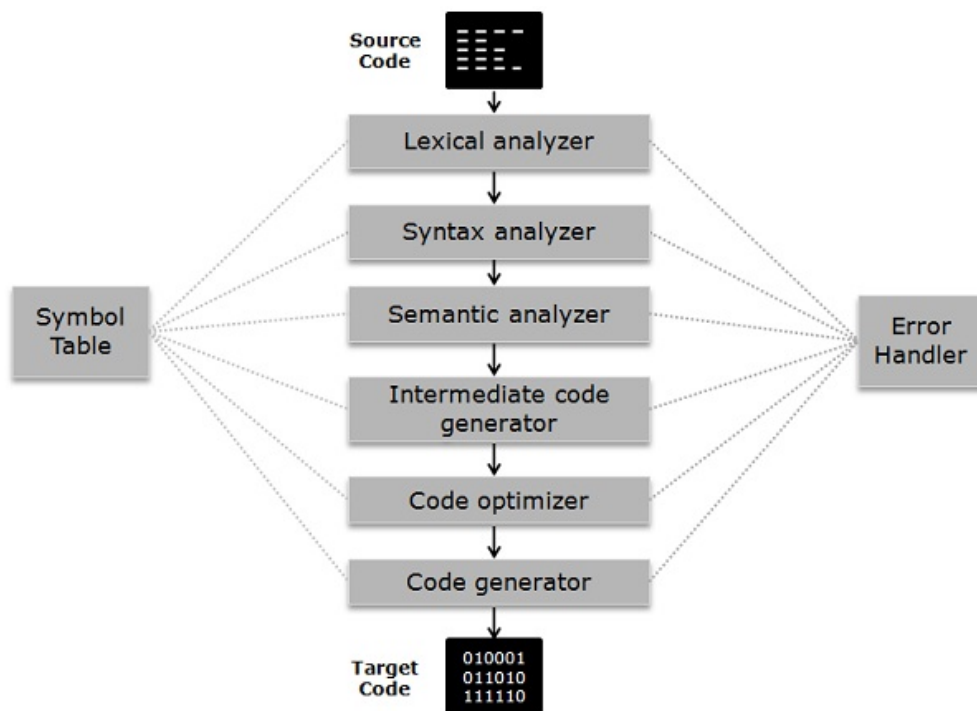 Source
Code
Lexical analyzer
Syntax analyzer
Semantic analyzer
Symbol
Table
Error
Handler
Intermediate code
generator
Code optimizer
Code generator
Target
Code
010001
011010
111110